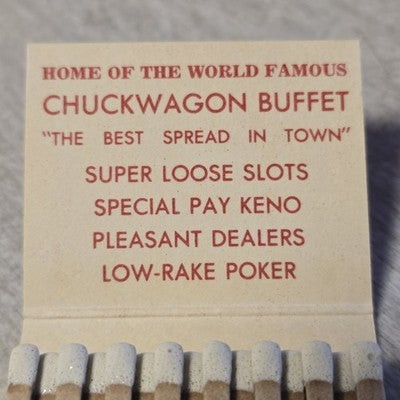 HOME OF THE WORLD FAMOUS
CHUCKWAGON BUFFET
"THE BEST SPREAD IN TOWN"
SUPER LOOSE SLOTS
SPECIAL PAY KENO
PLEASANT DEALERS
LOW-RAKE POKER